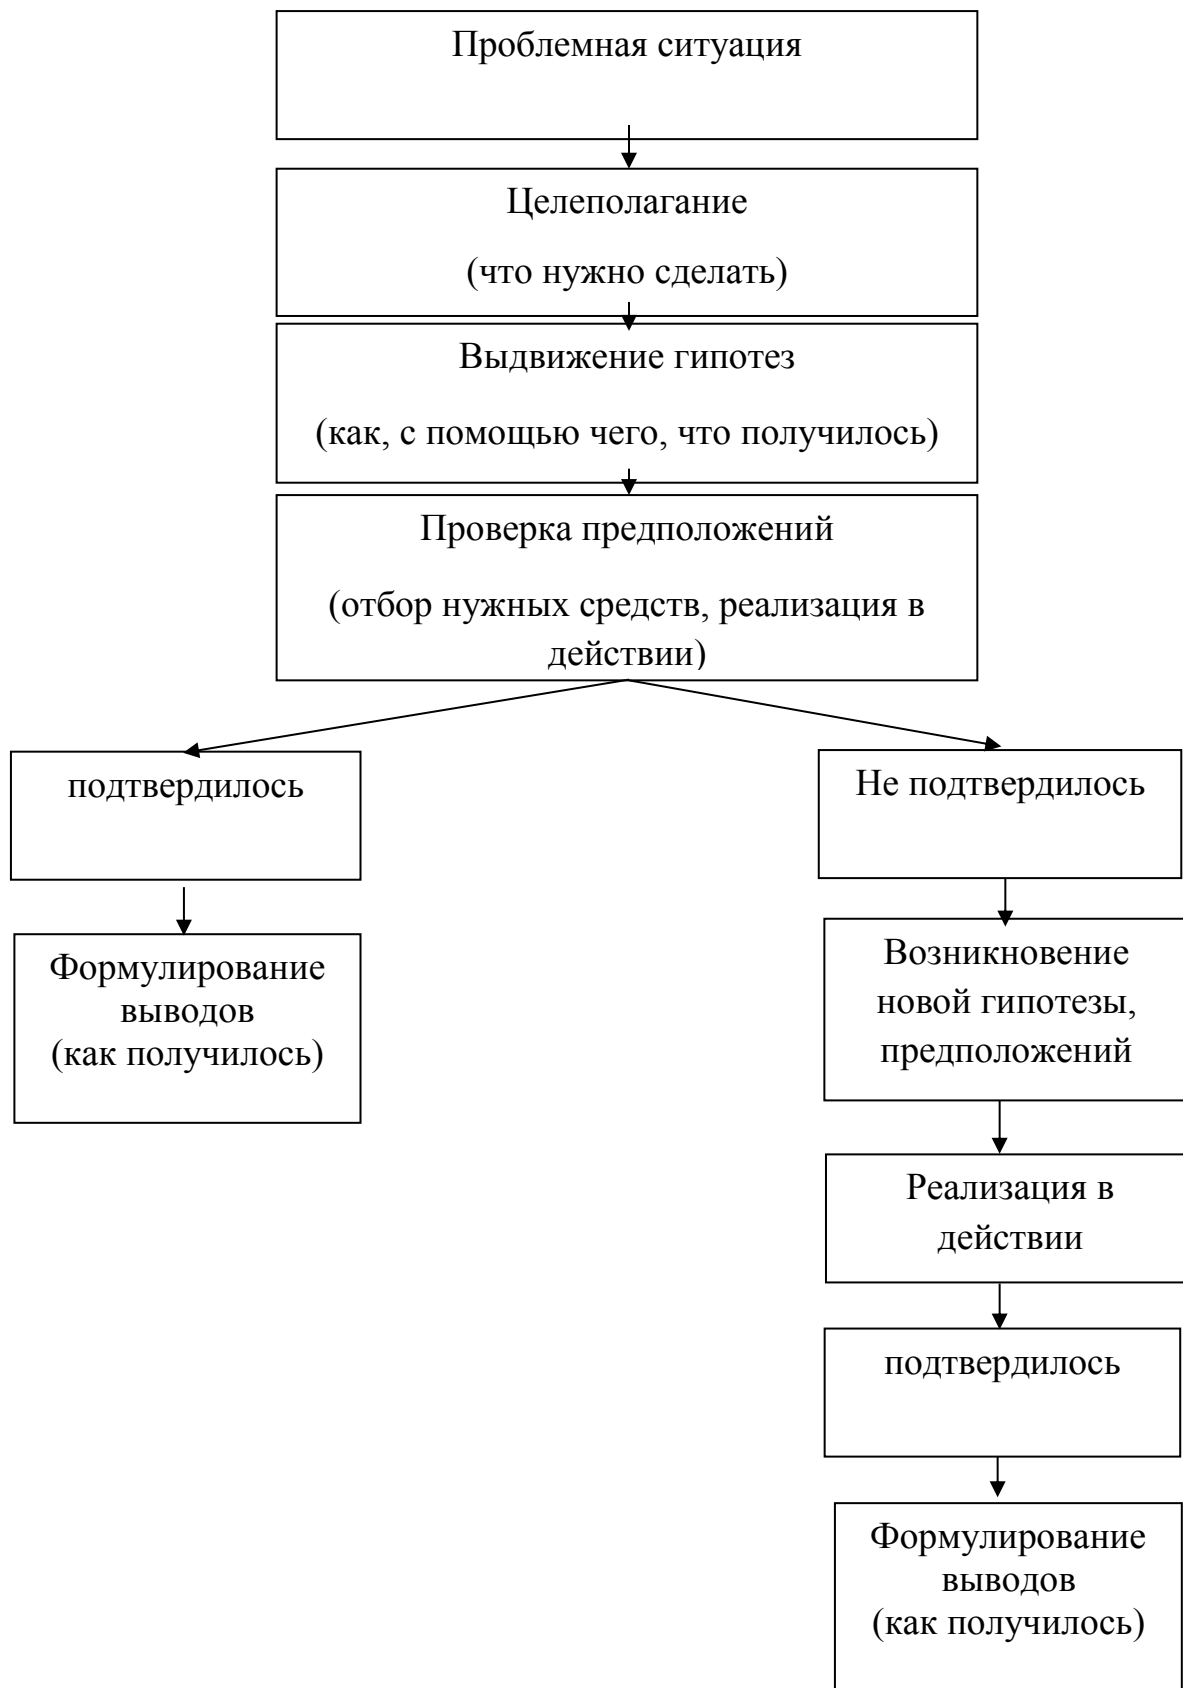 Проблемная ситуация
Целеполагание
(что нужно сделать)
Выдвижение гипотез
(как, с помощью чего, что получилось)
Проверка предположений
(отбор нужных средств, реализация в
действии)
подтвердилось
Не подтвердилось
Формулирование
выводов
(как получилось)
Возникновение
новой гипотезы,
предположений
Реализация в
действии
подтвердилось
Формулирование
выводов
(как получилось)